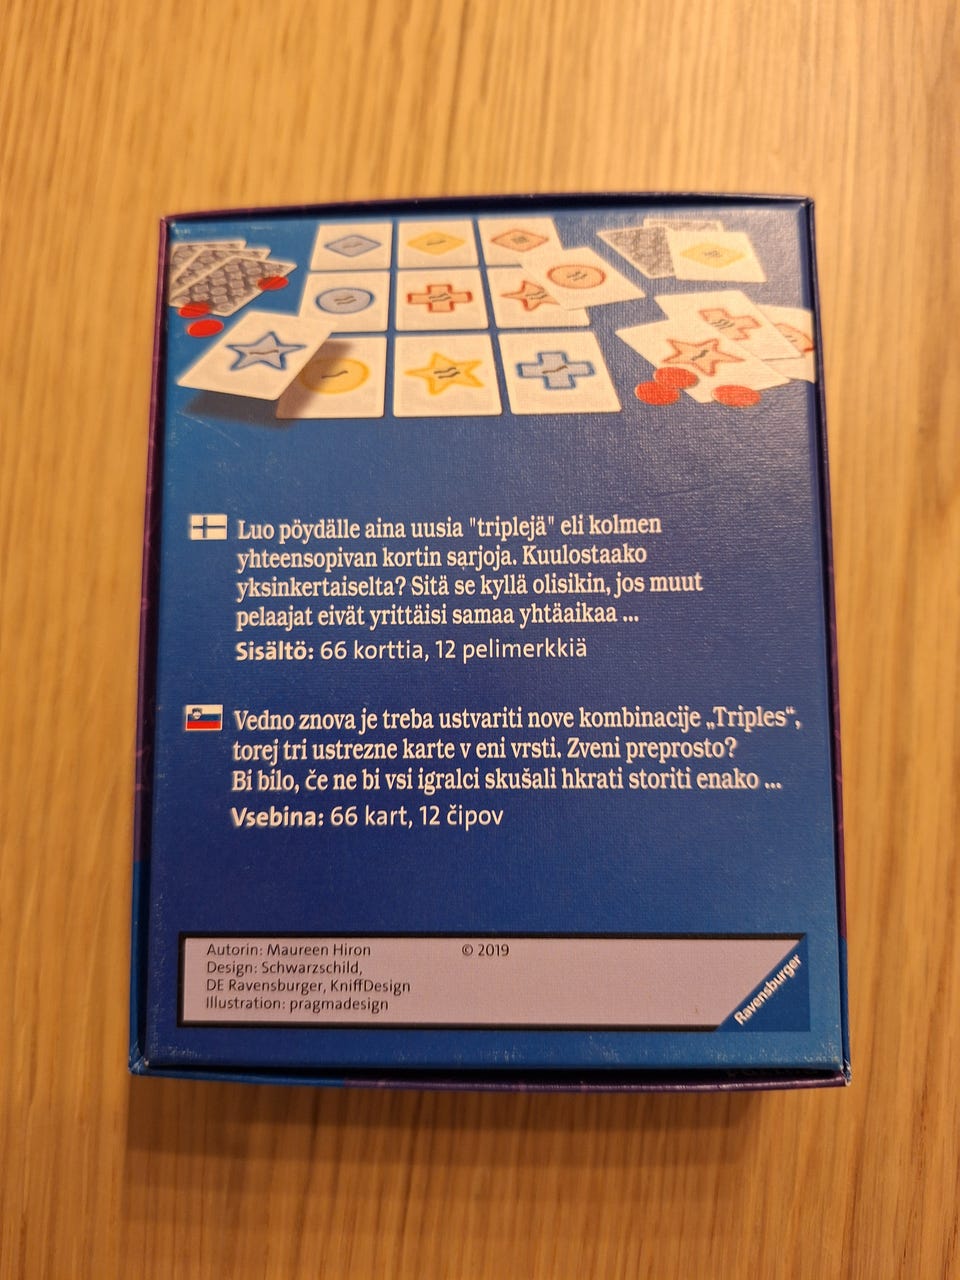 Luo pöydälle aina uusia "triplejä" eli kolmen
yhteensopivan kortin sarjoja. Kuulostaako
yksinkertaiselta? Sitä se kyllä olisikin, jos muut
pelaajat eivät yrittäisi samaa yhtäaikaa ...
Sisältö: 66 korttia, 12 pelimerkkiä
Vedno znova je treba ustvariti nove kombinacije „Triples“,
torej tri ustrezne karte v eni vrsti. Zveni preprosto?
Bi bilo, če ne bi vsi igralci skušali hkrati storiti enako ...
Vsebina: 66 kart, 12 čipov
Autorin: Maureen Hiron © 2019
Design: Schwarzschild,
DE Ravensburger, KniffDesign
Illustration: pragmadesign
Ravensburger